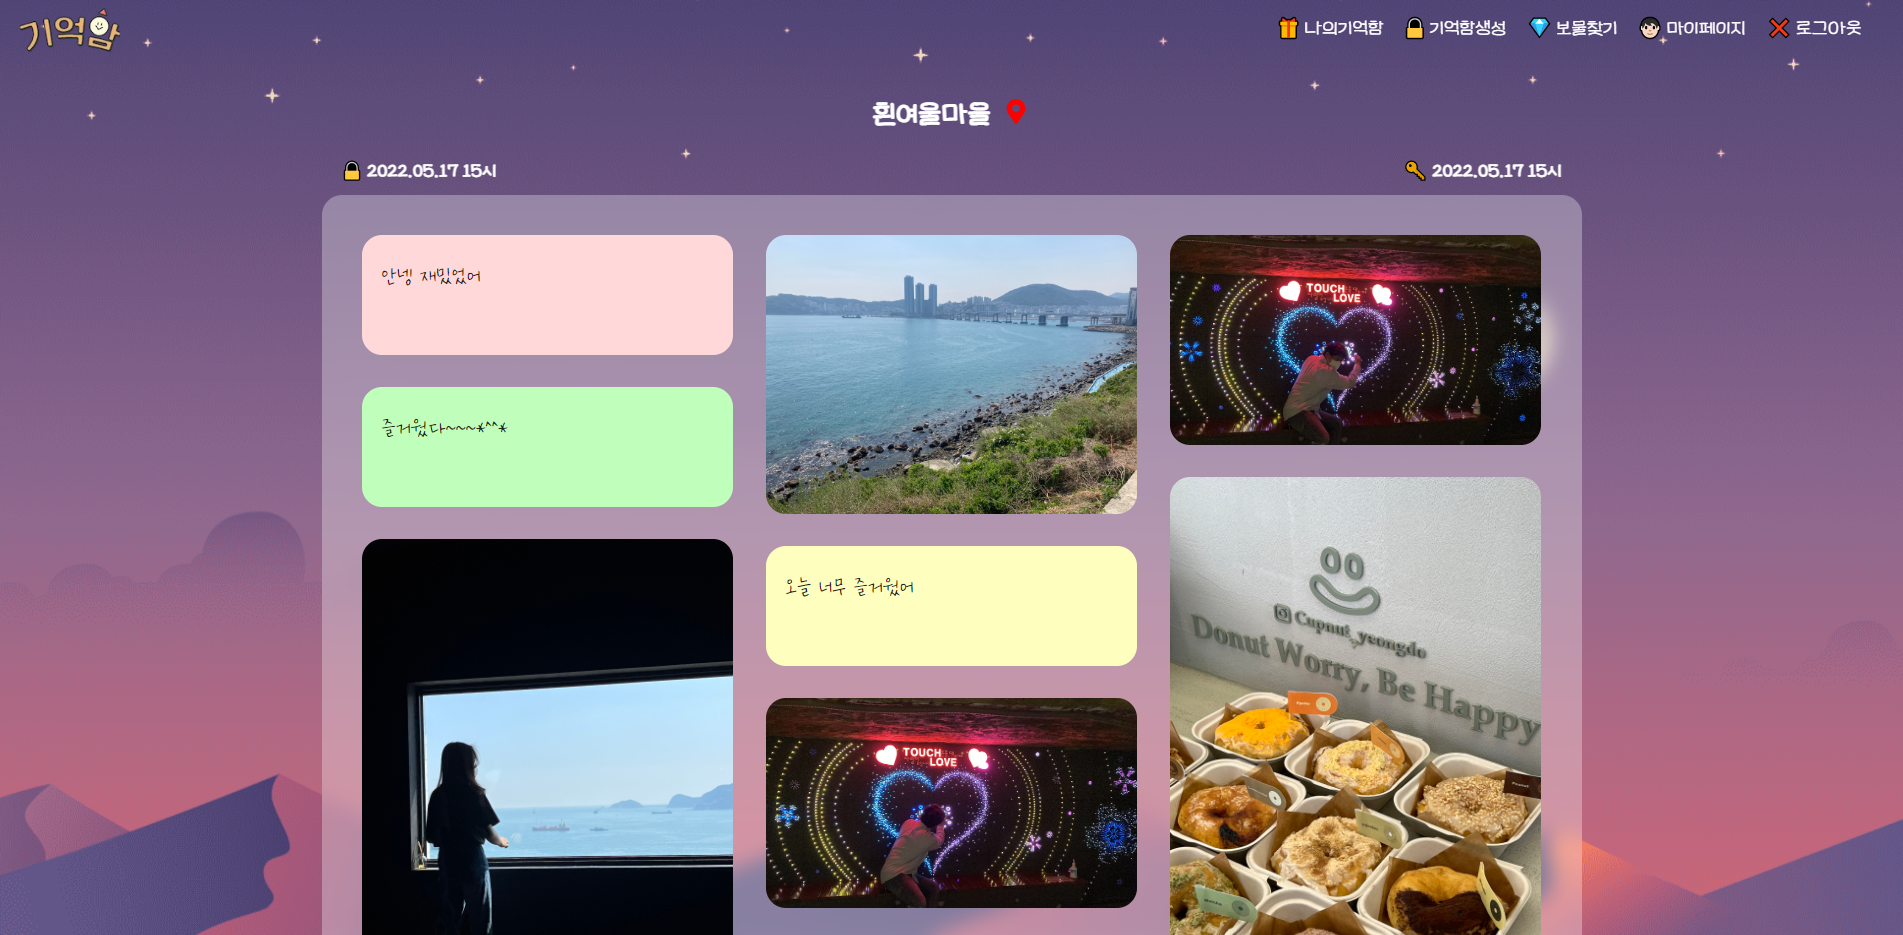 기억함
나의기억함
기억함생성
보물찾기
마이페이지
로그아웃
흰여울마을
2022.05.17 15시
2022.05.17 15시
안넹 재밌었어
즐거웠다~~~*^^*
오늘 너무 즐거웠어
TOUCH
LOVE
TOUCH
LOVE
Cupnut_yeongdo
Donut Worry, Be Happy